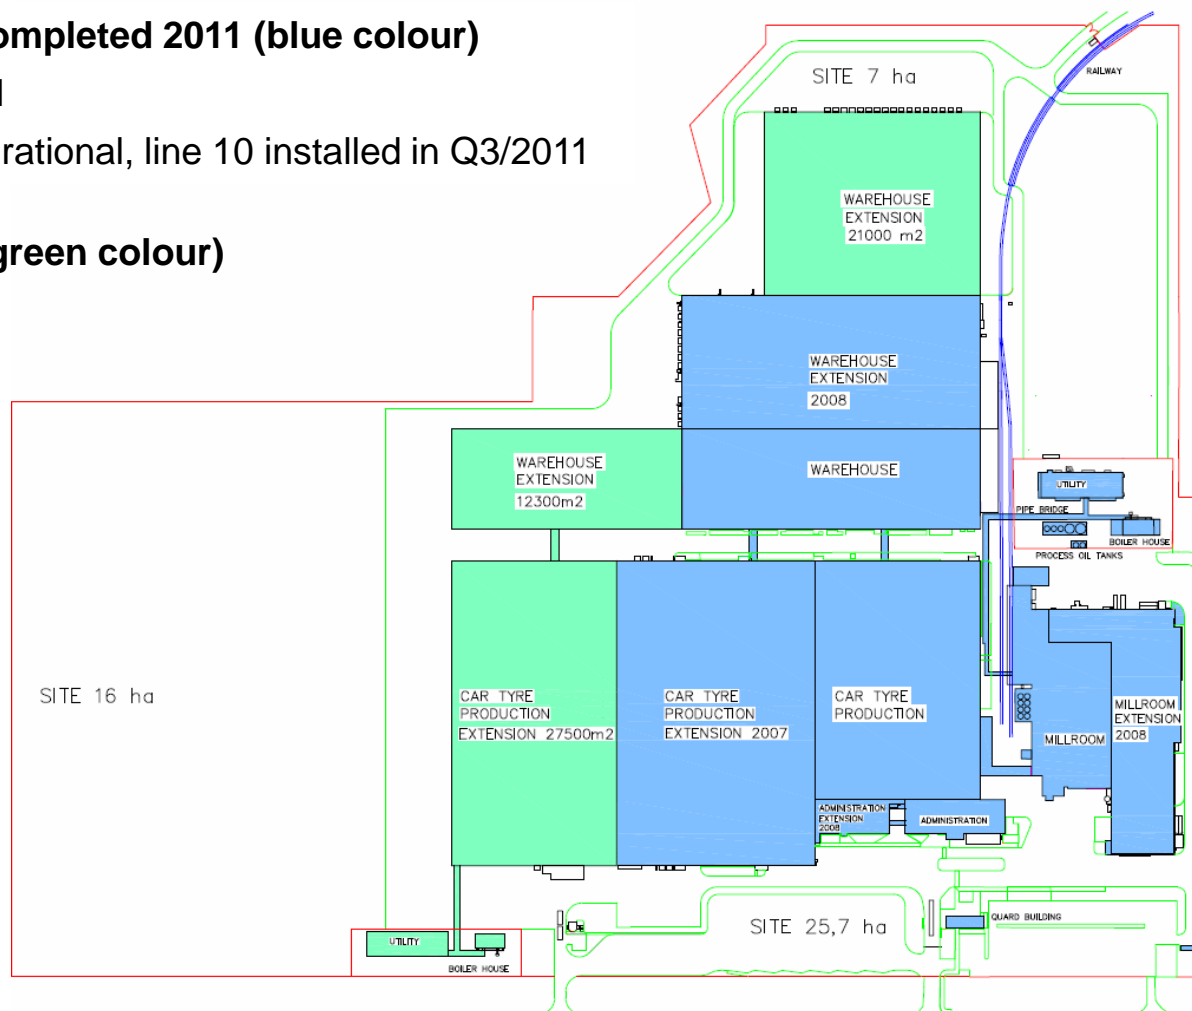 ompleted 2011 (blue colour)
rational, line 10 installed in Q3/2011
green colour)
SITE 7 ha
RAILWAY
WAREHOUSE
EXTENSION
21000 m2
WAREHOUSE
EXTENSION
2008
WAREHOUSE
EXTENSION
12300m2
WAREHOUSE
UTILITY
PIPE BRIDGE
BOILER HOUSE
PROCESS OIL TANKS
SITE 16 ha
CAR TYRE
PRODUCTION
EXTENSION 27500m2
CAR TYRE
PRODUCTION
EXTENSION 2007
CAR TYRE
PRODUCTION
MILLROOM
MILLROOM
EXTENSION
2008
ADMINISTRATION
EXTENSION
2008
ADMINISTRATION
SITE 25,7 ha
QUARD BUILDING
UTILITY
BOILER HOUSE